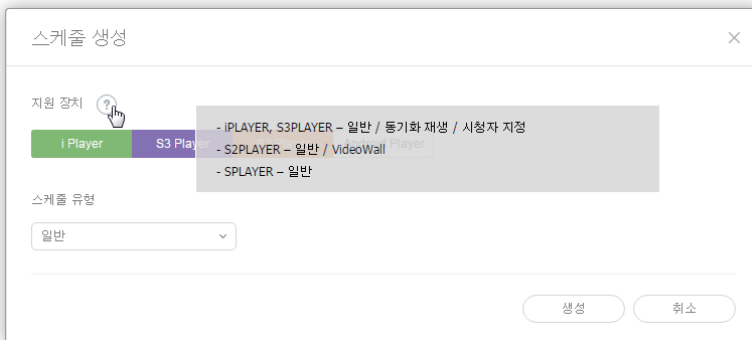 스케줄 생성
지원 장치 ?
- iPLAYER, S3PLAYER – 일반 / 동기화 재생 / 시청자 지정
i Player S3 Player Player
- S2PLAYER – 일반 / VideoWall
- SPLAYER – 일반
스케줄 유형
일반
생성 취소